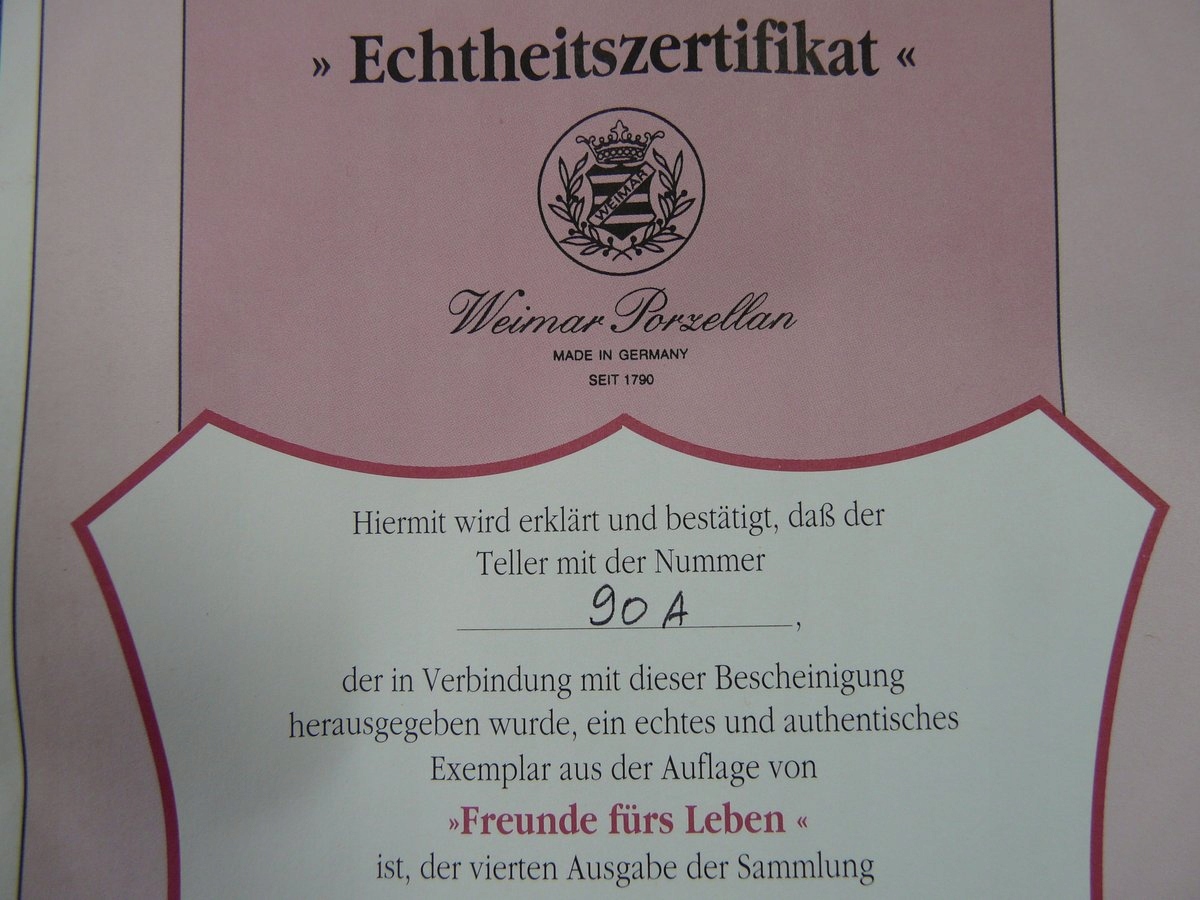 » Echtheitszertifikat «
WEIMAR
Weimar Porzellan
MADE IN GERMANY
SEIT 1790
Hiermit wird erklärt und bestätigt, daß der
Teller mit der Nummer
90 A ,
der in Verbindung mit dieser Bescheinigung
herausgegeben wurde, ein echtes und authentisches
Exemplar aus der Auflage von
»Freunde fürs Leben «
ist, der vierten Ausgabe der Sammlung